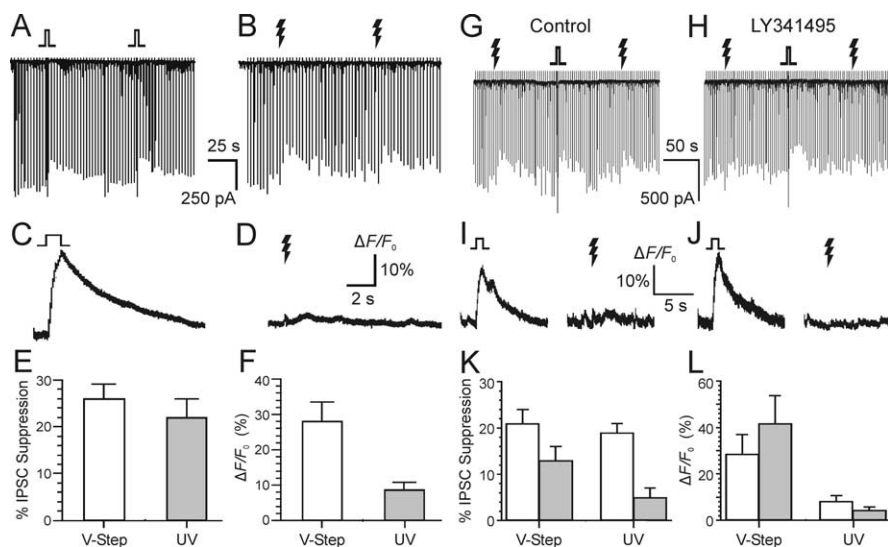 A B G Control H LY341495
25 s
250 pA
50 s
500 pA
C D ΔF/F0 I J
10%
2 s
ΔF/F0
10%
5 s
E F K L
% IPSC Suppression
30
20
10
0
V-Step UV
ΔF/F0 (%)
40
30
20
10
0
V-Step UV
% IPSC Suppression
30
20
10
0
V-Step UV
ΔF/F0 (%)
60
40
20
0
V-Step UV